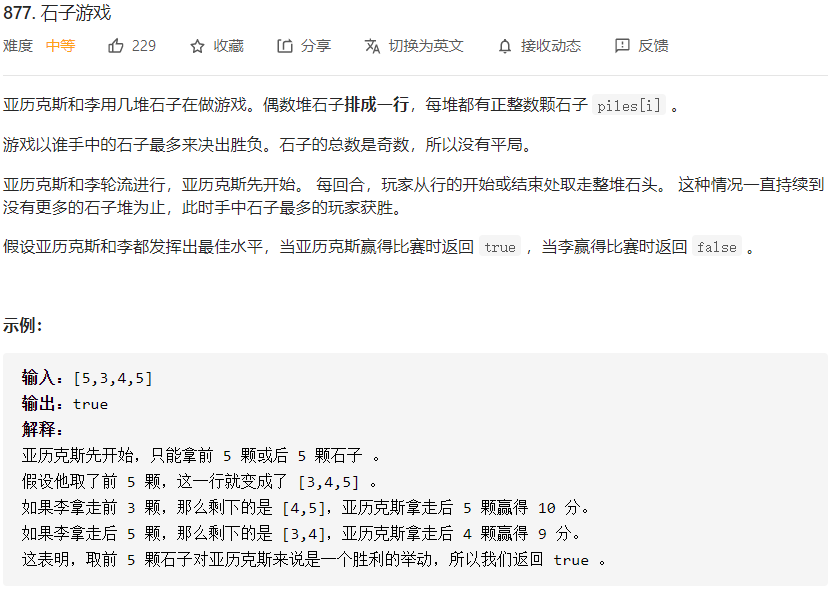 877. 石子游戏
难度 中等 229 收藏 分享 切换为英文 接收动态 反馈
亚历克斯和李用几堆石子在做游戏。偶数堆石子排成一行，每堆都有正整数颗石子 piles[i] 。
游戏以谁手中的石子最多来决出胜负。石子的总数是奇数，所以没有平局。
亚历克斯和李轮流进行，亚历克斯先开始。 每回合，玩家从行的开始或结束处取走整堆石头。 这种情况一直持续到
没有更多的石子堆为止，此时手中石子最多的玩家获胜。
假设亚历克斯和李都发挥出最佳水平，当亚历克斯赢得比赛时返回 true ，当李赢得比赛时返回 false 。
示例：
输入：[5,3,4,5]
输出：true
解释：
亚历克斯先开始，只能拿前 5 颗或后 5 颗石子 。
假设他取了前 5 颗，这一行就变成了 [3,4,5] 。
如果李拿走前 3 颗，那么剩下的是 [4,5]，亚历克斯拿走后 5 颗赢得 10 分。
如果李拿走后 5 颗，那么剩下的是 [3,4]，亚历克斯拿走后 4 颗赢得 9 分。
这表明，取前 5 颗石子对亚历克斯来说是一个胜利的举动，所以我们返回 true 。